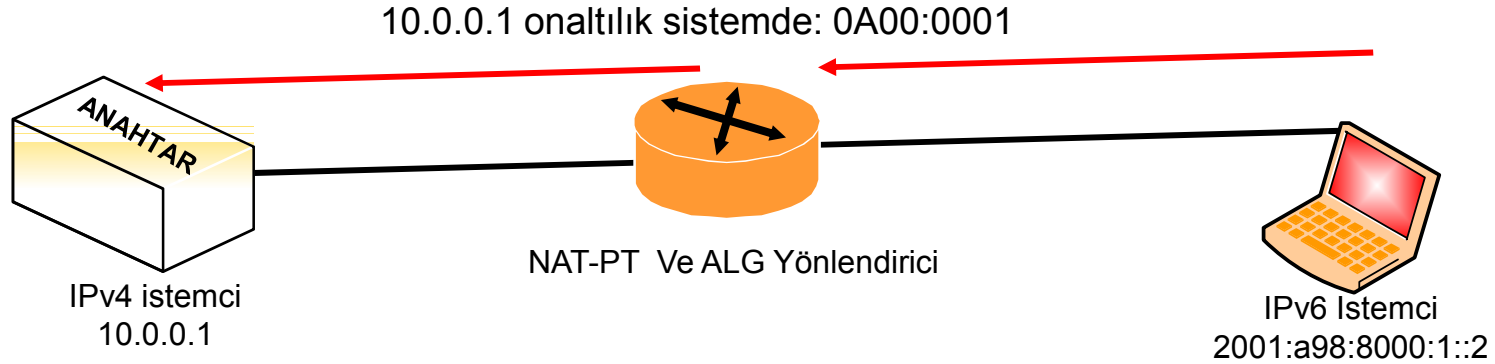 10.0.0.1 onaltılık sistemde: 0A00:0001
ANAHTAR
NAT-PT Ve ALG Yönlendirici
IPv4 istemci
10.0.0.1
IPv6 Istemci
2001:a98:8000:1::2